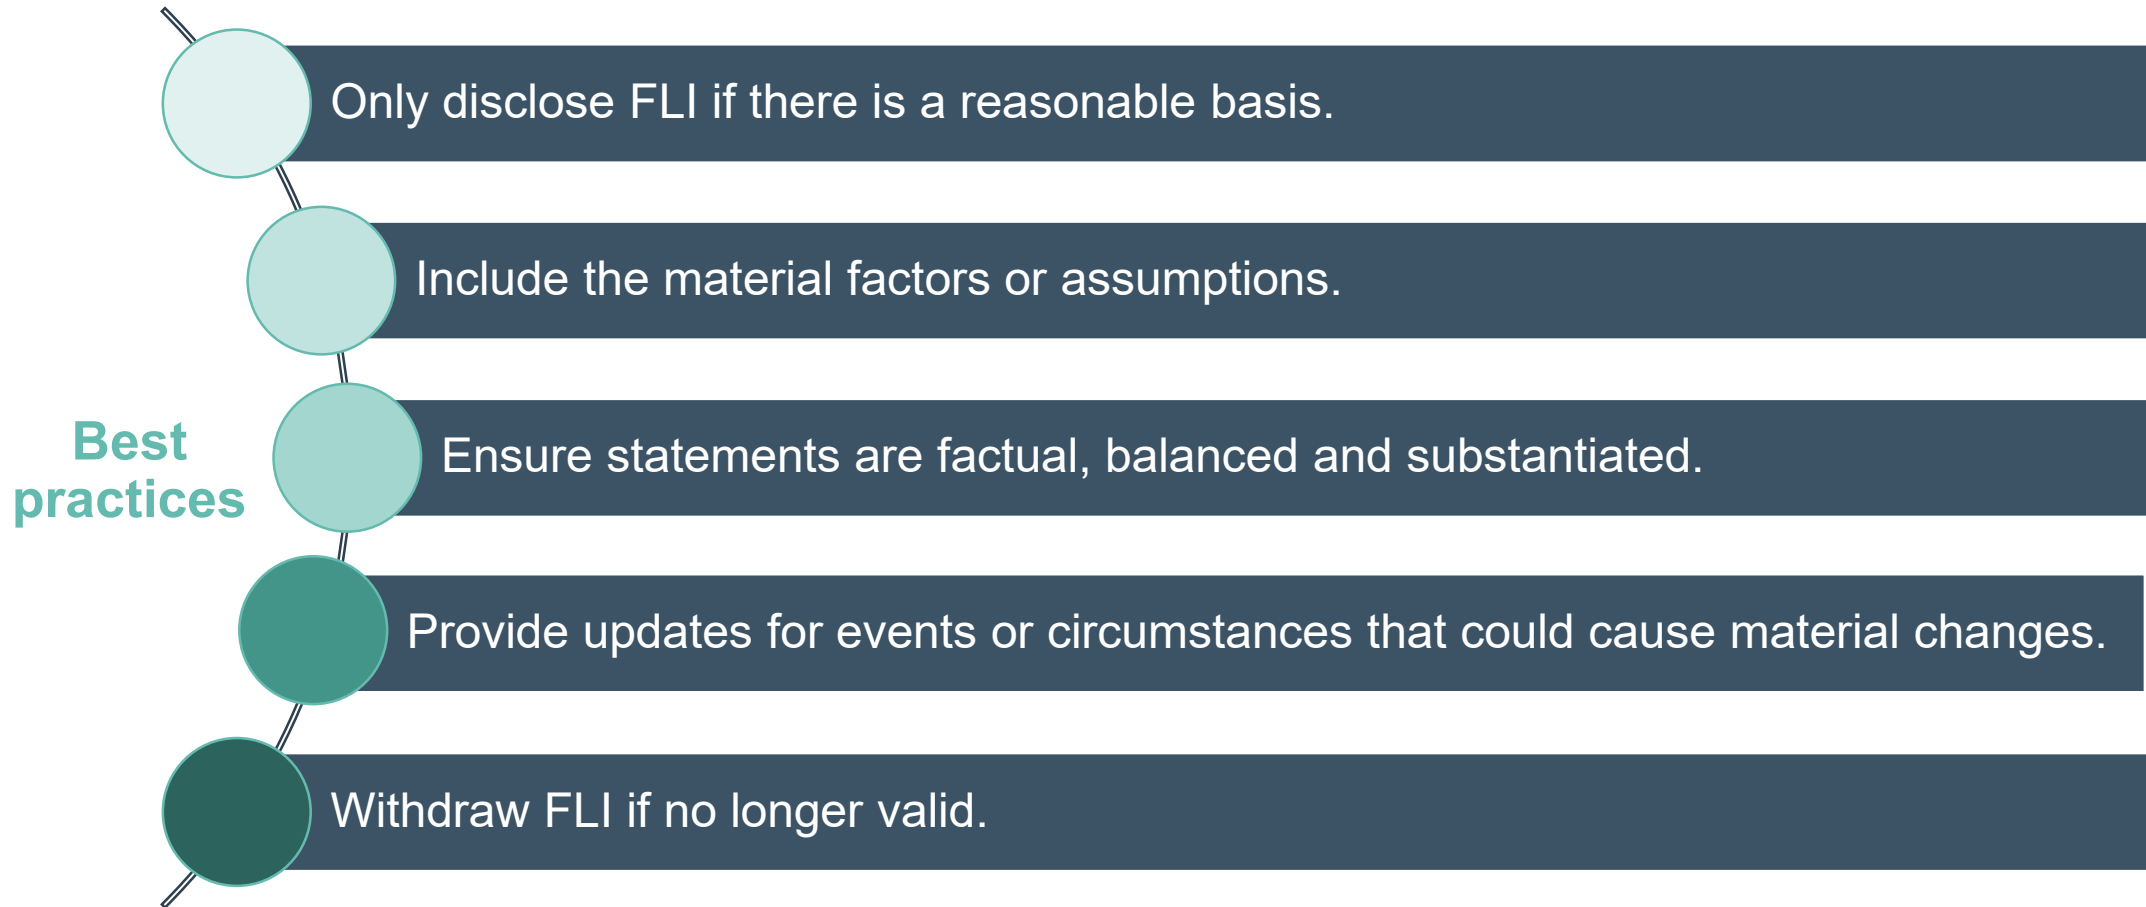 Best
practices
Only disclose FLI if there is a reasonable basis.
Include the material factors or assumptions.
Ensure statements are factual, balanced and substantiated.
Provide updates for events or circumstances that could cause material changes.
Withdraw FLI if no longer valid.